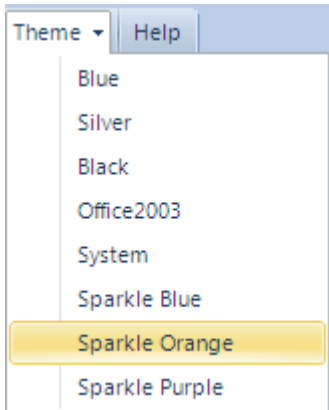 Theme Help
Blue
Silver
Black
Office2003
System
Sparkle Blue
Sparkle Orange
Sparkle Purple